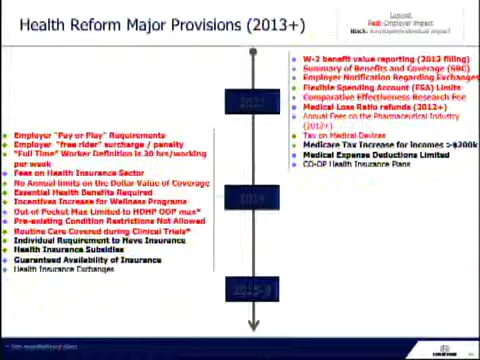 Health Reform Major Provisions (2013+)
Legend:
Red: Employer Impact
Black: Employee/Individual Impact
W-2 benefit value reporting (2012 filing)
Summary of Benefits and Coverage (SBC)
Employer Notification Regarding Exchanges
Flexible Spending Account (FSA) Limits
Comparative Effectiveness Research Fee
Medical Loss Ratio refunds (2012+)
Annual Fees on the Pharmaceutical Industry
(2012+)
Tax on Medical Devices
Medicare Tax Increase for incomes >$200k
Medical Expense Deductions Limited
CO-OP Health Insurance Plans
Employer "Pay or Play" Requirements
Employer "free rider" surcharge / penalty
"Full Time" Worker Definition is 30 hrs/working
per week
Fees on Health Insurance Sector
No Annual limits on the Dollar Value of Coverage
Essential Health Benefits Required
Incentives Increase for Wellness Programs
Out of Pocket Max Limited to HDHP OOP max*
Pre-existing Condition Restrictions Not Allowed
Routine Care Covered during Clinical Trials*
Individual Requirement to Have Insurance
Health Insurance Subsidies
Guaranteed Availability of Insurance
Health Insurance Exchanges